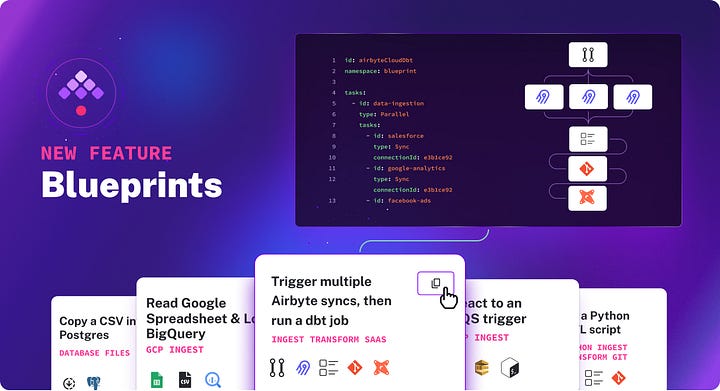 NEW FEATURE
Blueprints
1 id: airbyteCloudDbt
2 namespace: blueprint
3
4 tasks:
5 - id: data-ingestion
6 type: Parallel
7 tasks:
8 - id: salesforce
9 type: Sync
10 connectionId: e3b1ce92
11 - id: google-analytics
12 type: Sync
10 connectionId: e3b1ce92
13 - id: facebook-ads
Copy a CSV in
Postgres
DATABASE FILES
Read Google
Spreadsheet & Lo
BigQuery
GCP INGEST
CSV
Trigger multiple
Airbyte syncs, then
run a dbt job
INGEST TRANSFORM SAAS
eact to an
QS trigger
INGEST
a Python
L script
HON INGEST
NSFORM GIT